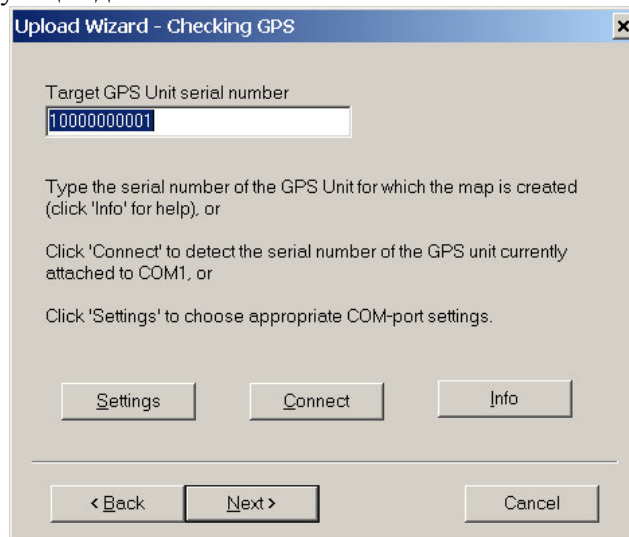 Upload Wizard - Checking GPS
Target GPS Unit serial number
10000000001
Type the serial number of the GPS Unit for which the map is created
(click 'Info' for help), or
Click 'Connect' to detect the serial number of the GPS unit currently
attached to COM1, or
Click 'Settings' to choose appropriate COM-port settings.
Settings Connect Info
< Back Next > Cancel